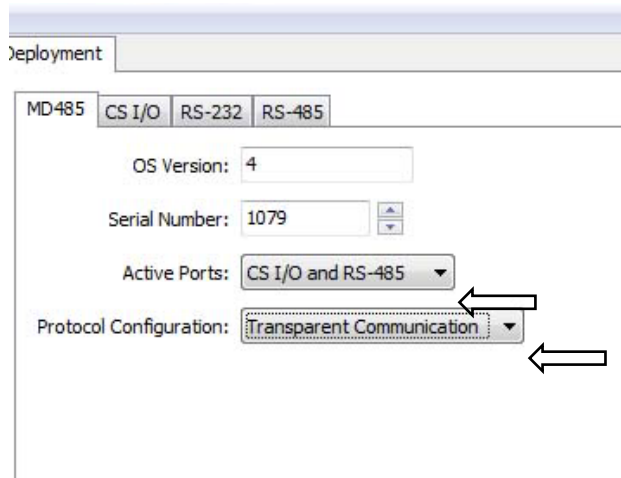 Deployment
MD485 CS I/O RS-232 RS-485
OS Version: 4
Serial Number: 1079
Active Ports: CS I/O and RS-485
Protocol Configuration: Transparent Communication